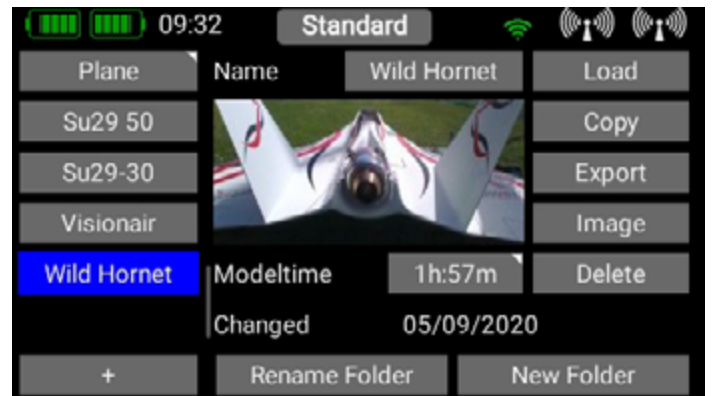 09:32 Standard
Plane Name Wild Hornet Load
Su29 50 Copy
Su29-30 Export
Visionair Image
Wild Hornet Modeltime 1h:57m Delete
Changed 05/09/2020
+ Rename Folder New Folder